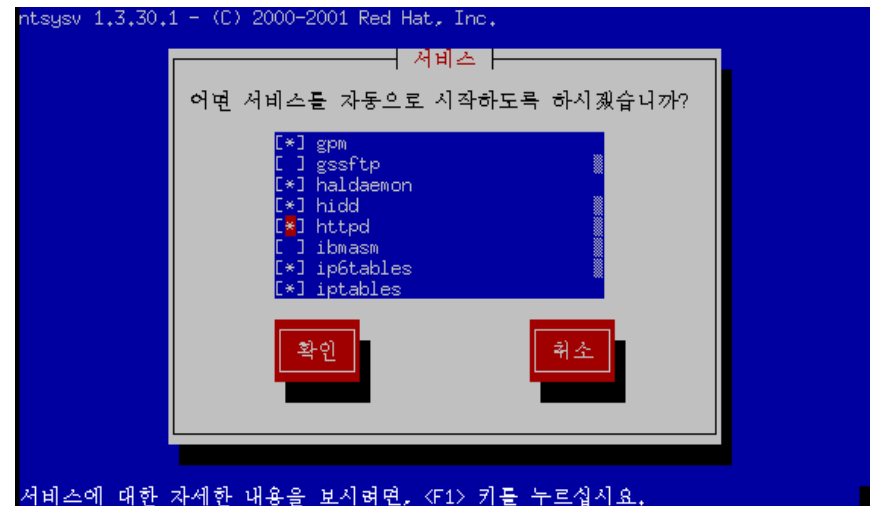 ntsysv 1.3.30.1 - (C) 2000-2001 Red Hat, Inc.
서비스
어떤 서비스를 자동으로 시작하도록 하시겠습니까?
[*] gpm
[ ] gssftp
[*] haldaemon
[*] hidd
[*] httpd
[ ] ibmasm
[*] ip6tables
[*] iptables
확인 취소
서비스에 대한 자세한 내용을 보시려면, <F1> 키를 누르십시요.